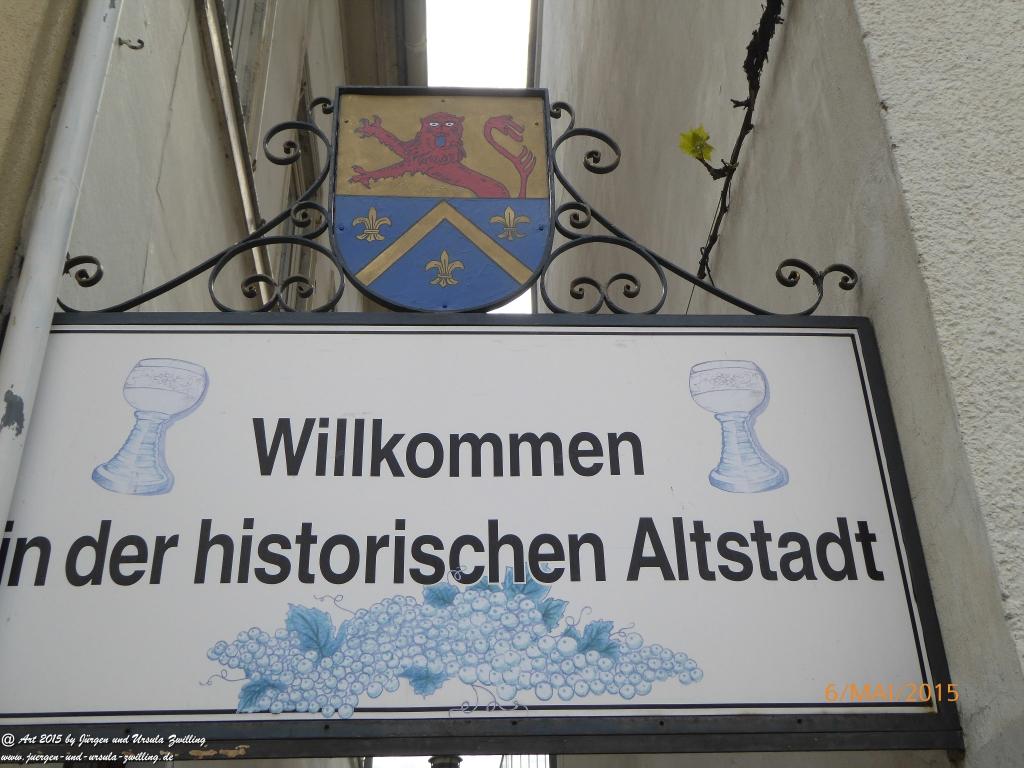 Willkommen
in der historischen Altstadt
6/MAI/2015
@ Art 2015 by Jürgen und Ursula Zwilling
www.juergen-und-ursula-zwilling.de